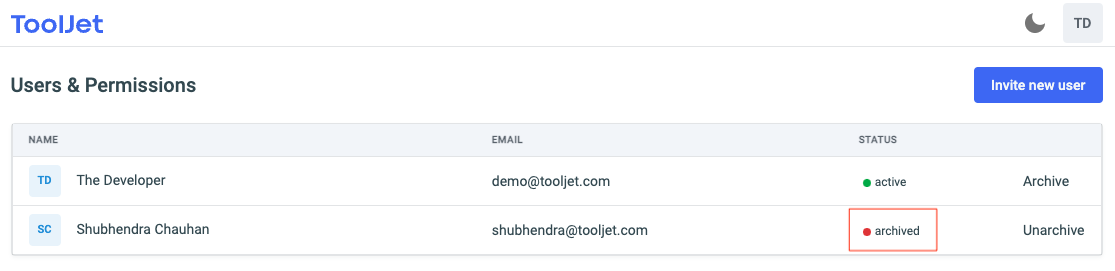 ToolJet
TD
Users & Permissions
Invite new user
NAME EMAIL STATUS
TD The Developer demo@tooljet.com active Archive
SC Shubhendra Chauhan shubhendra@tooljet.com archived Unarchive